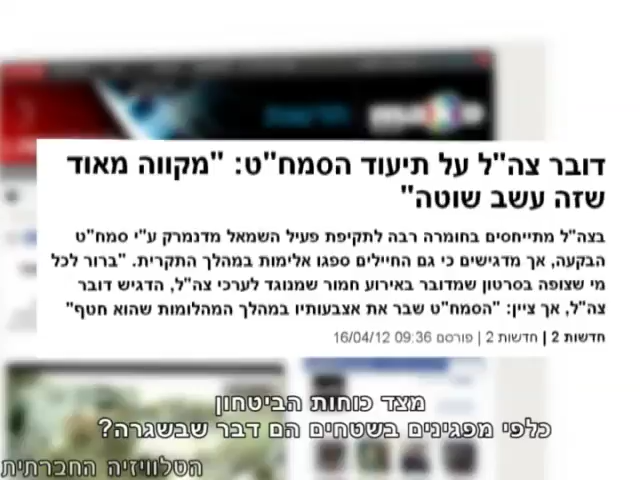 דובר צה"ל על תיעוד הסמח"ט: "מקווה מאוד
שזה עשב שוטה"
בצה"ל מתייחסים בחומרה רבה לתקיפת פעיל השמאל מדנמרק ע"י סמח"ט
הבקעה, אך מדגישים כי גם החיילים ספגו אלימות במהלך התקרית. "ברור לכל
מי שצופה בסרטון שמדובר באירוע חמור שמנוגד לערכי צה"ל, הדגיש דובר
צה"ל, אך ציין: "הסמח"ט שבר את אצבעותיו במהלך המהלומות שהוא חטף"
חדשות 2 | חדשות 2 | פורסם 09:36 16/04/12
מצד כוחות הביטחון
כלפי מפגינים בשטחים הם דבר שבשגרה?
הטלוויזיה החברתית